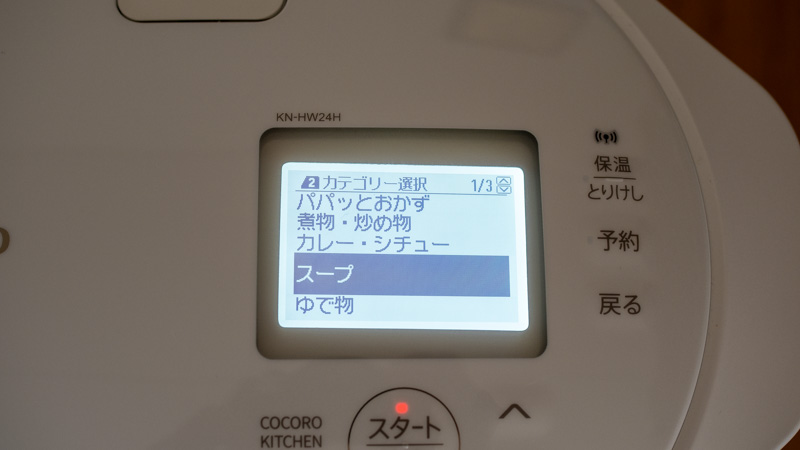 KN-HW24H
2 カテゴリー選択 1/3
パパッとおかず
煮物・炒め物
カレー・シチュー
スープ
ゆで物
保温
とりけし
予約
戻る
COCORO
KITCHEN
スタート